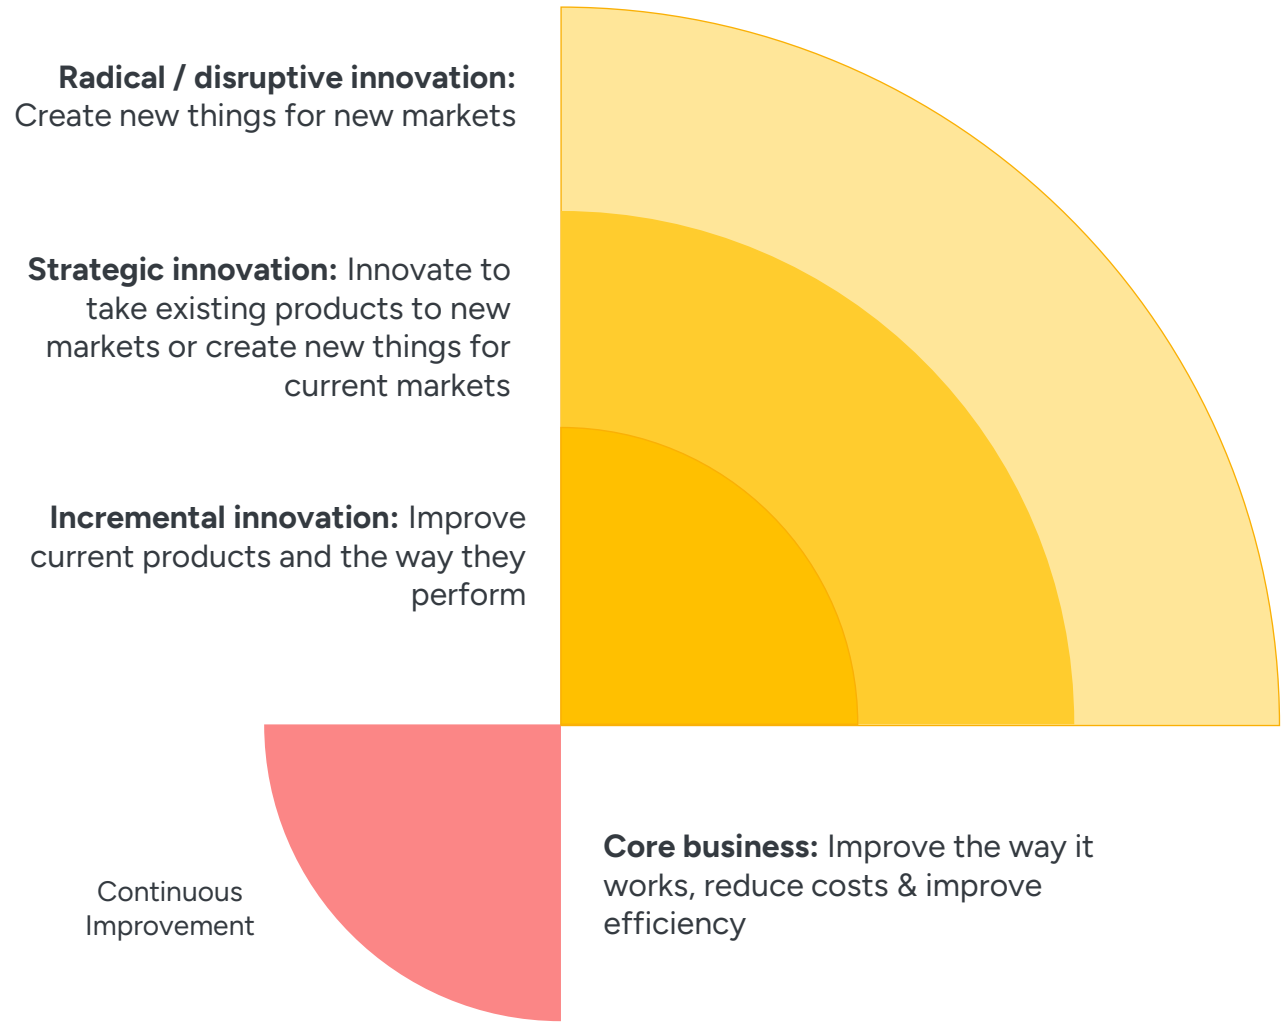 Radical / disruptive innovation:
Create new things for new markets
Strategic innovation: Innovate to
take existing products to new
markets or create new things for
current markets
Incremental innovation: Improve
current products and the way they
perform
Core business: Improve the way it
works, reduce costs & improve
efficiency
Continuous
Improvement